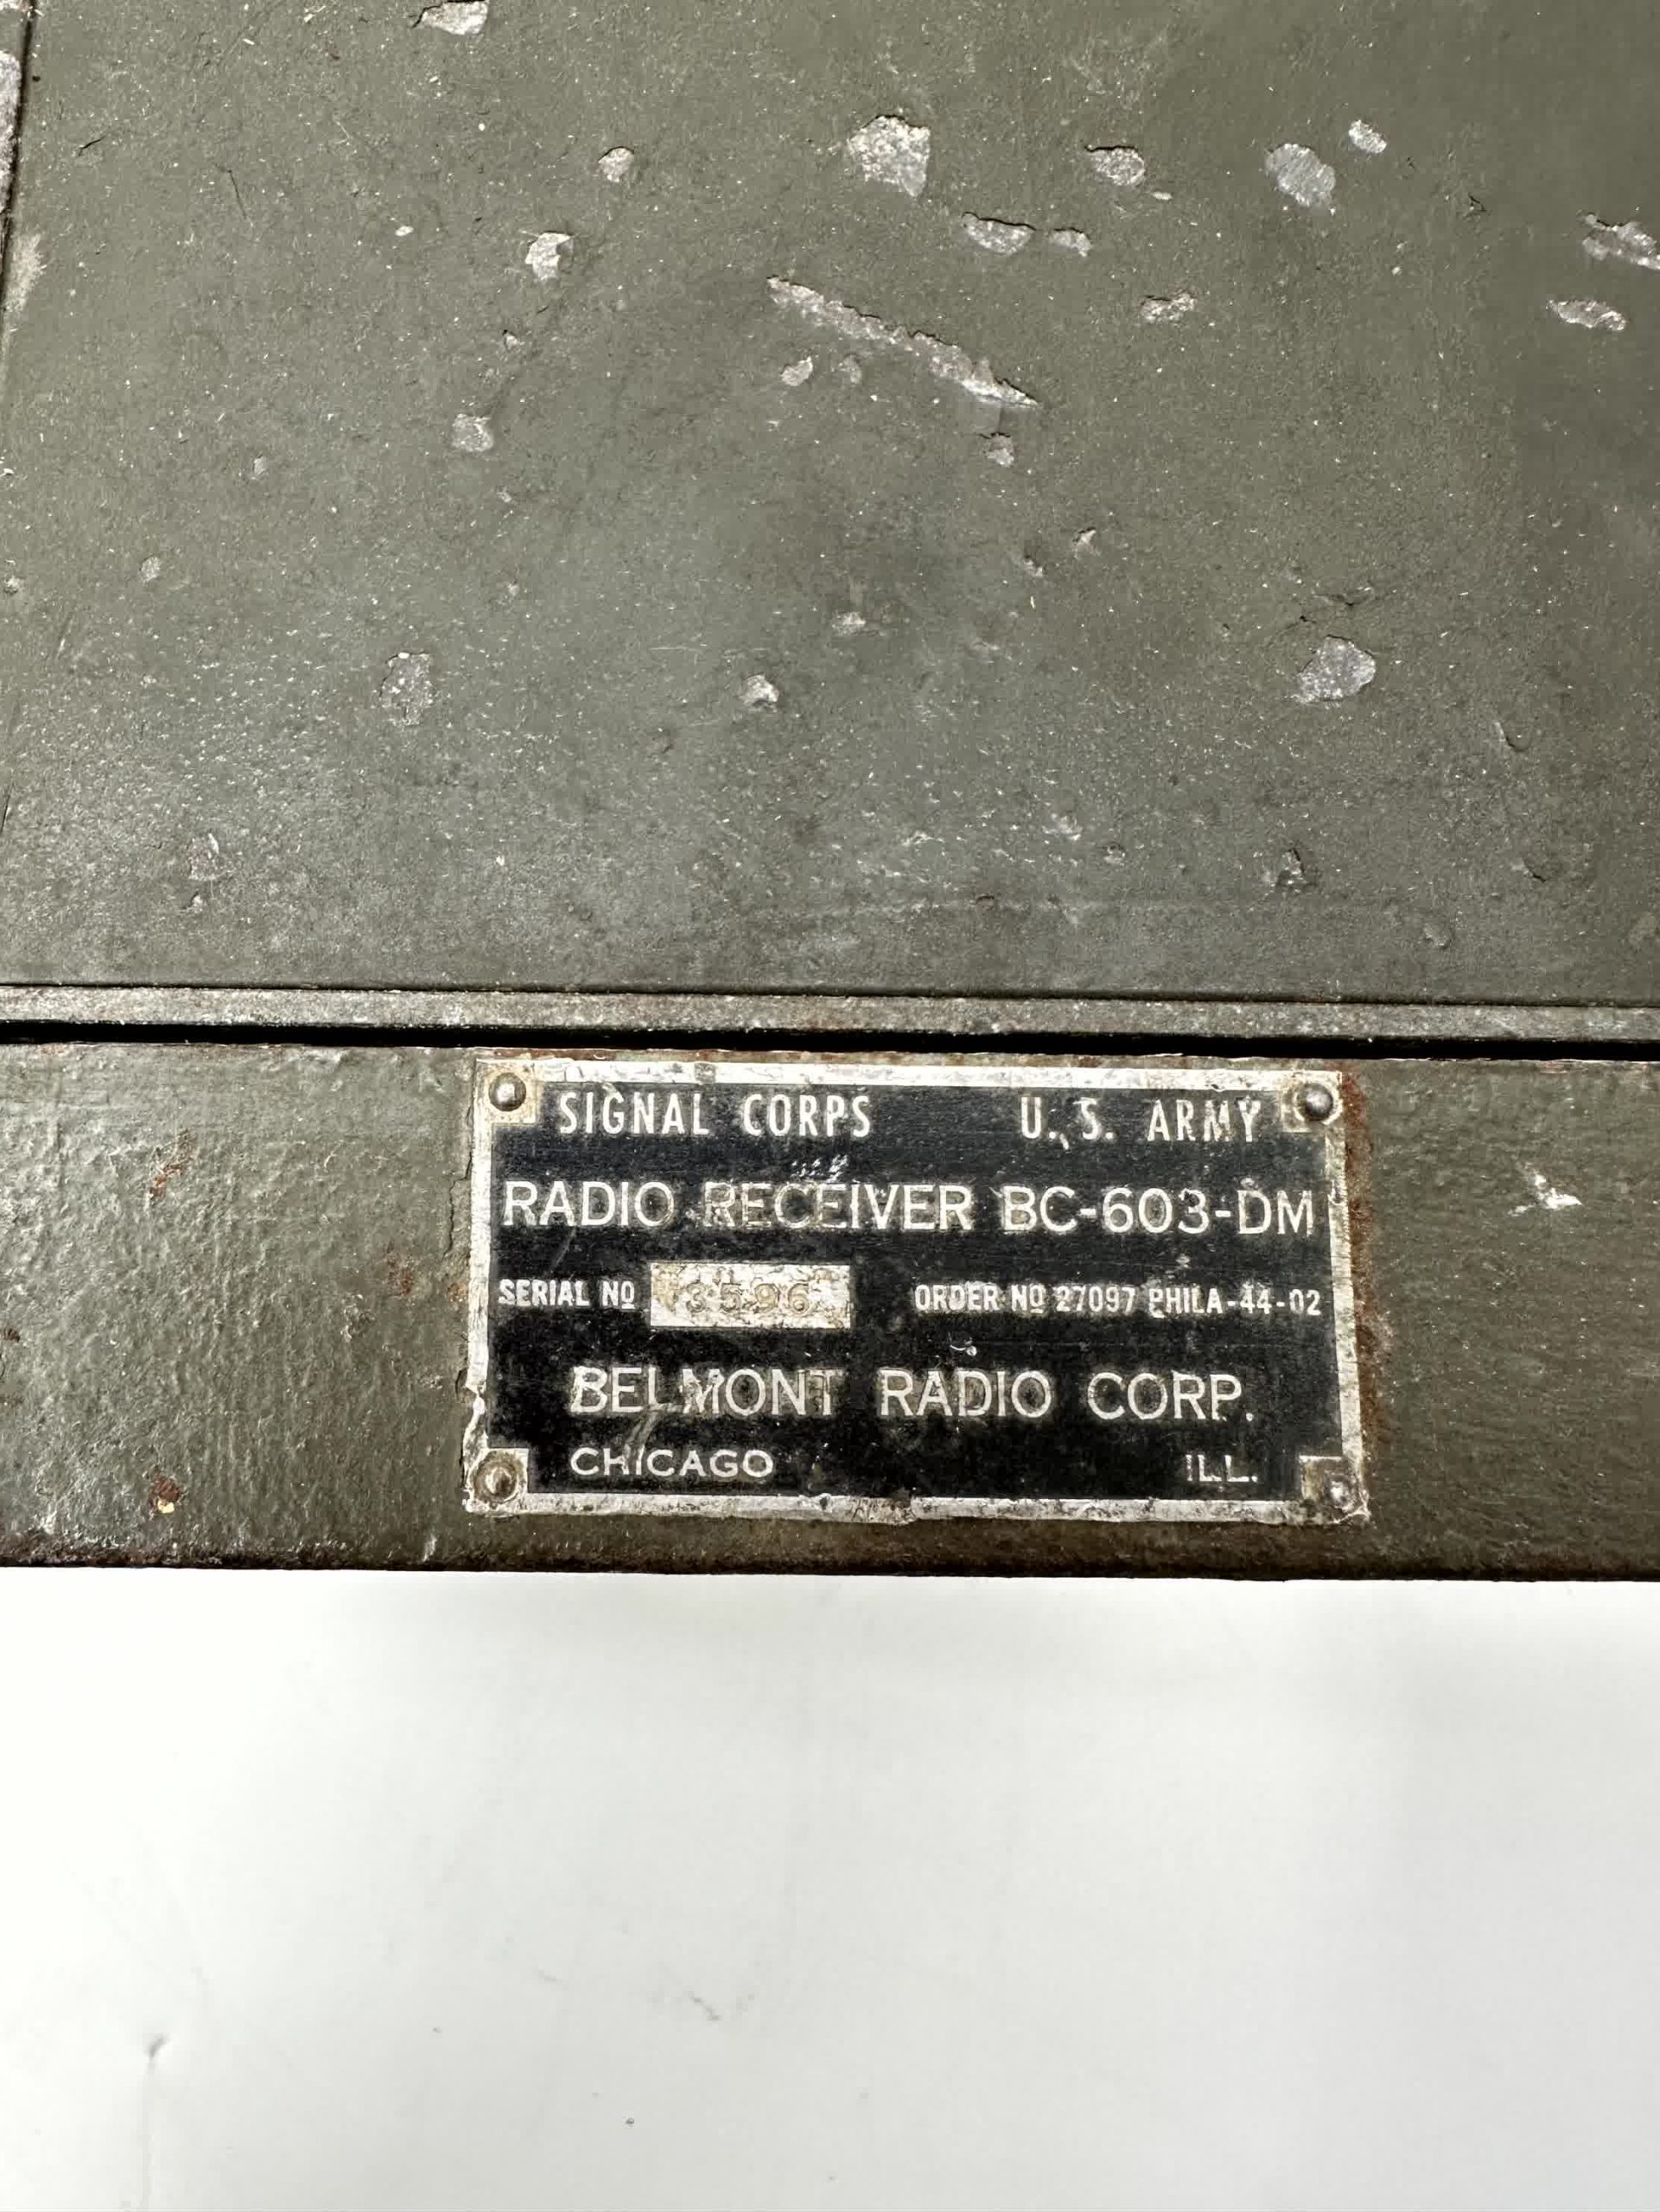 SIGNAL CORPS U. S. ARMY
RADIO RECEIVER BC-603-DM
SERIAL NO 3596 ORDER NO 27097 PHILA-44-02
BELMONT RADIO CORP.
CHICAGO ILL.